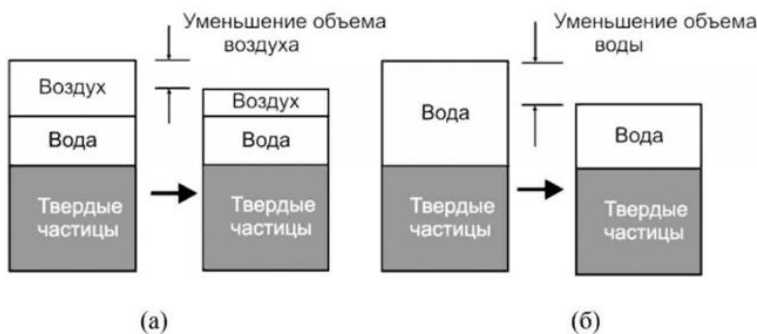 Уменьшение объема
воздуха
Воздух
Вода
Твердые
частицы
Воздух
Вода
Твердые
частицы
(а)
Уменьшение объема
воды
Вода
Твердые
частицы
Вода
Твердые
частицы
(б)